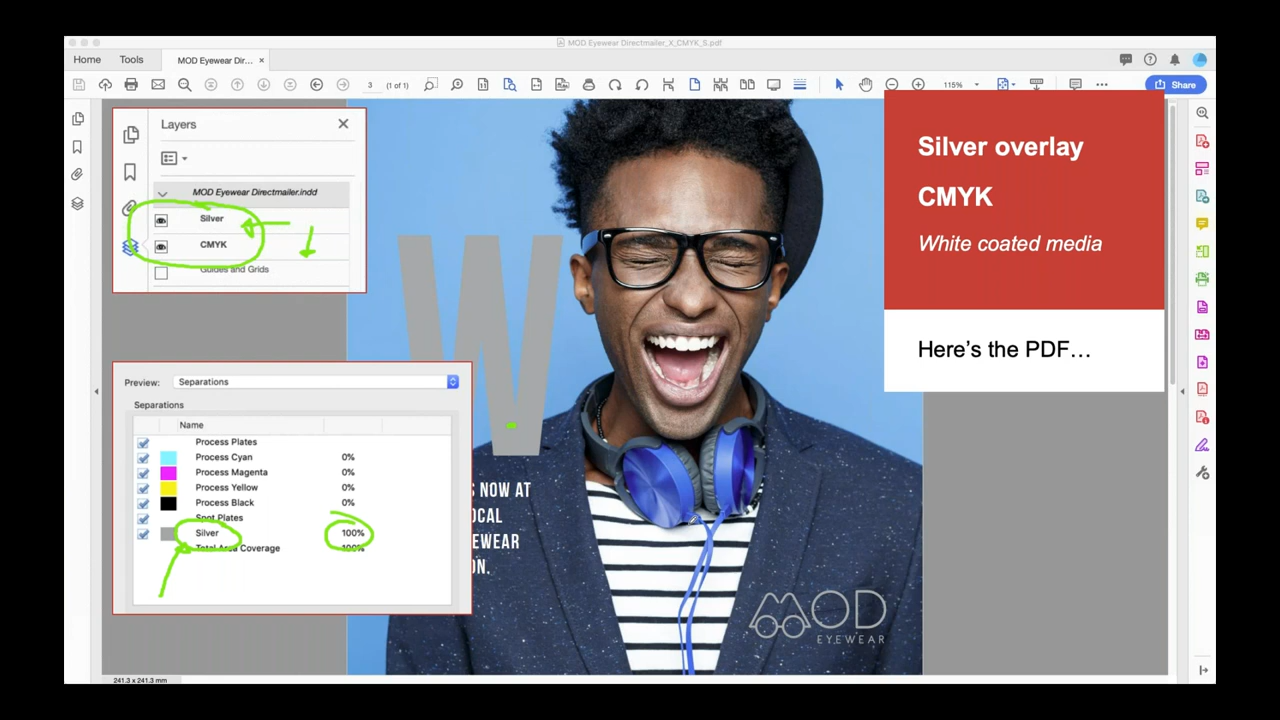 MOD Eyewear Directmailer_X_CMYK_S.pdf
Home
Tools
MOD Eyewear Dir...
3
(1 of 1)
115%
Share
Layers
MOD Eyewear Directmailer.indd
Silver
CMYK
Guides and Grids
Silver overlay
CMYK
White coated media
Here's the PDF…
W
Preview:
Separations
Separations
Name
Process Plates
Process Cyan 0%
Process Magenta 0%
Process Yellow 0%
Process Black 0%
Spot Plates
Silver 100%
Total Area Coverage 100%
S NOW AT
OCAL
EWEAR
ON.
MOD
EYEWEAR
241.3 x 241.3 mm